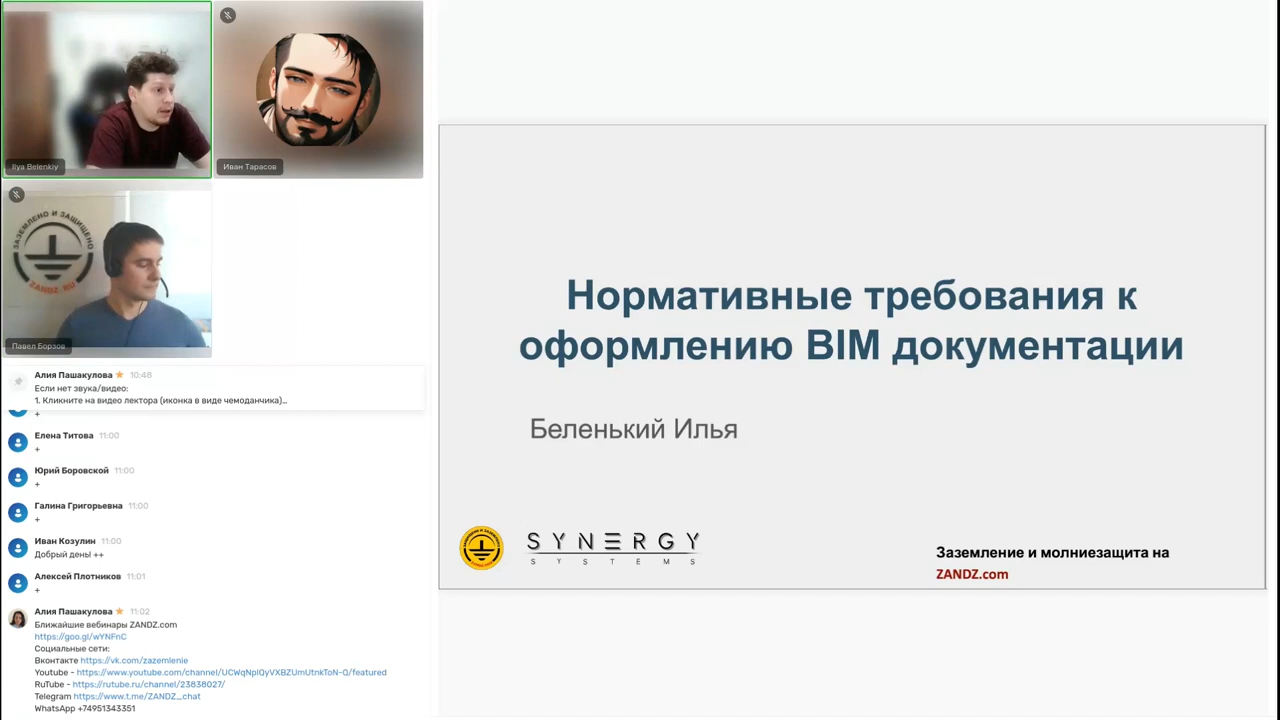 Ilya Belenkiy
Иван Тарасов
ЗАЗЕМЛЕНО И ЗАЩИЩЕНО
ZANDZ.RU
Павел Борзов
Алия Пашакулова 10:48
Если нет звука/видео:
1. Кликните на видео лектора (иконка в виде чемоданчика)...
+
Елена Титова 11:00
+
Юрий Боровской 11:00
+
Галина Григорьевна 11:00
+
Иван Козулин 11:00
Добрый день! ++
Алексей Плотников 11:01
+
Алия Пашакулова 11:02
Ближайшие вебинары ZANDZ.com
https://goo.gl/wYNFnC
Социальные сети:
Вконтакте https://vk.com/zazemlenie
Youtube - https://www.youtube.com/channel/UCWqNplQyVXBZUmUtnkToN-Q/featured
RuTube - https://rutube.ru/channel/23838027/
Telegram https://www.t.me/ZANDZ_chat
WhatsApp +74951343351
Нормативные требования к
оформлению BIM документации
Беленький Илья
SYNERGY
SYSTEMS
Заземление и молниезащита на
ZANDZ.com